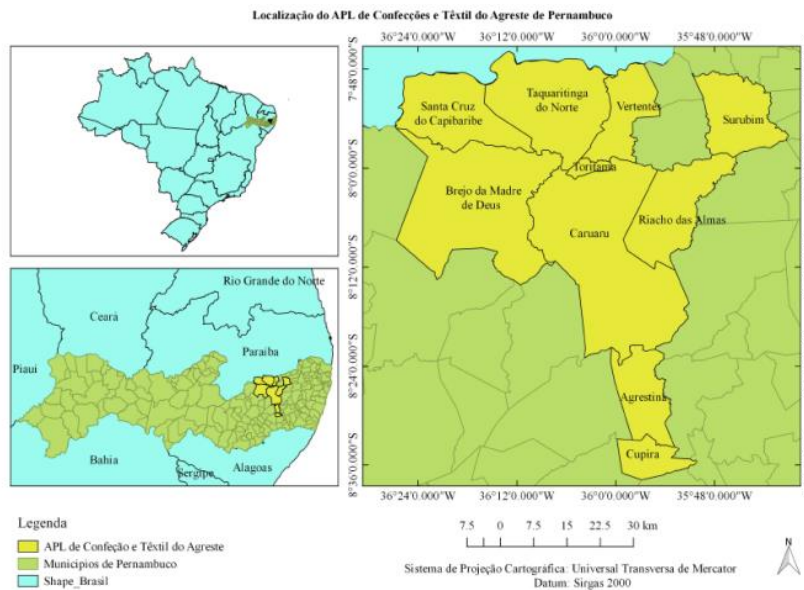 Localização do APL de Confecções e Têxtil do Agreste de Pernambuco
36°24'0.000"W 36°12'0.000"W 36°0'0.000"W 35°48'0.000"W
7°48'0.000"S
8°0'0.000"S
8°12'0.000"S
8°24'0.000"S
8°36'0.000"S
Santa Cruz
do Capibaribe
Taquaritinga
do Norte
Vertentes
Surubim
Toritama
Brejo da Madre
de Deus
Riacho das Almas
Caruaru
Agrestina
Cupira
36°24'0.000"W 36°12'0.000"W 36°0'0.000"W 35°48'0.000"W
Rio Grande do Norte
Ceará
Paraiba
Piaui
Bahia
Sergipe
Alagoas
Legenda
APL de Confeção e Têxtil do Agreste
Municipios de Pernambuco
Shape_Brasil
7.5 0 7.5 15 22.5 30 km
N
Sistema de Projeção Cartográfica: Universal Transversa de Mercator
Datum: Sirgas 2000